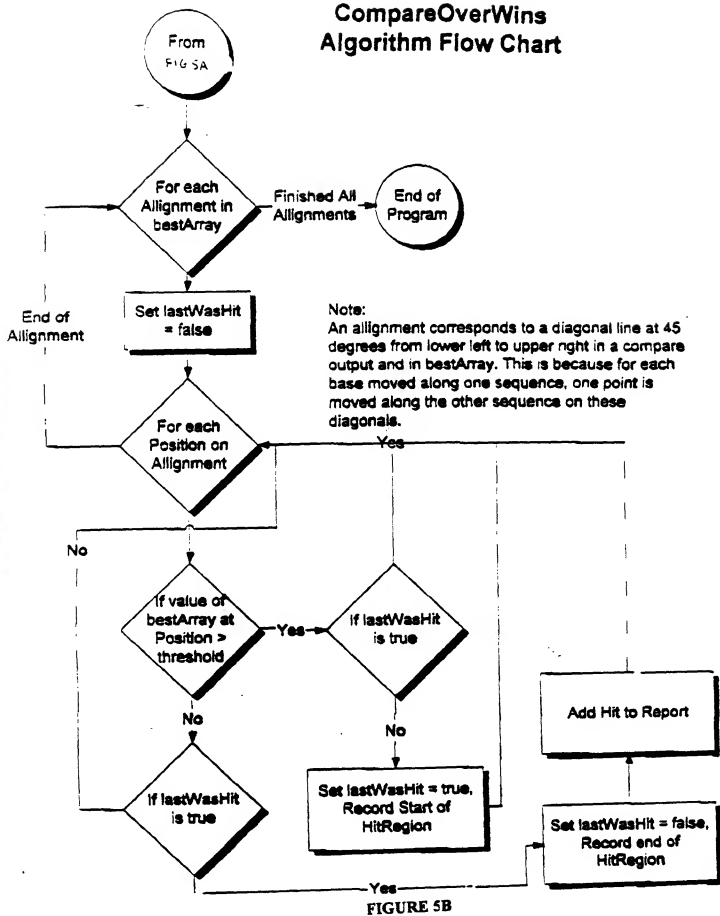 CompareOverWins
Algorithm Flow Chart
From
FIG 5A
For each
Allignment in
bestArray
Finished All
Allignments
End of
Program
End of
Allignment
Set lastWasHit
= false
Note:
An allignment corresponds to a diagonal line at 45
degrees from lower left to upper right in a compare
output and in bestArray. This is because for each
base moved along one sequence, one point is
moved along the other sequence on these
diagonals.
For each
Position on
Allignment
Yes
No
If value of
bestArray at
Position >
threshold
Yes
If lastWasHit
is true
No
No
Add Hit to Report
If lastWasHit
is true
Set lastWasHit = true,
Record Start of
HitRegion
Set lastWasHit = false,
Record end of
HitRegion
Yes
FIGURE 5B